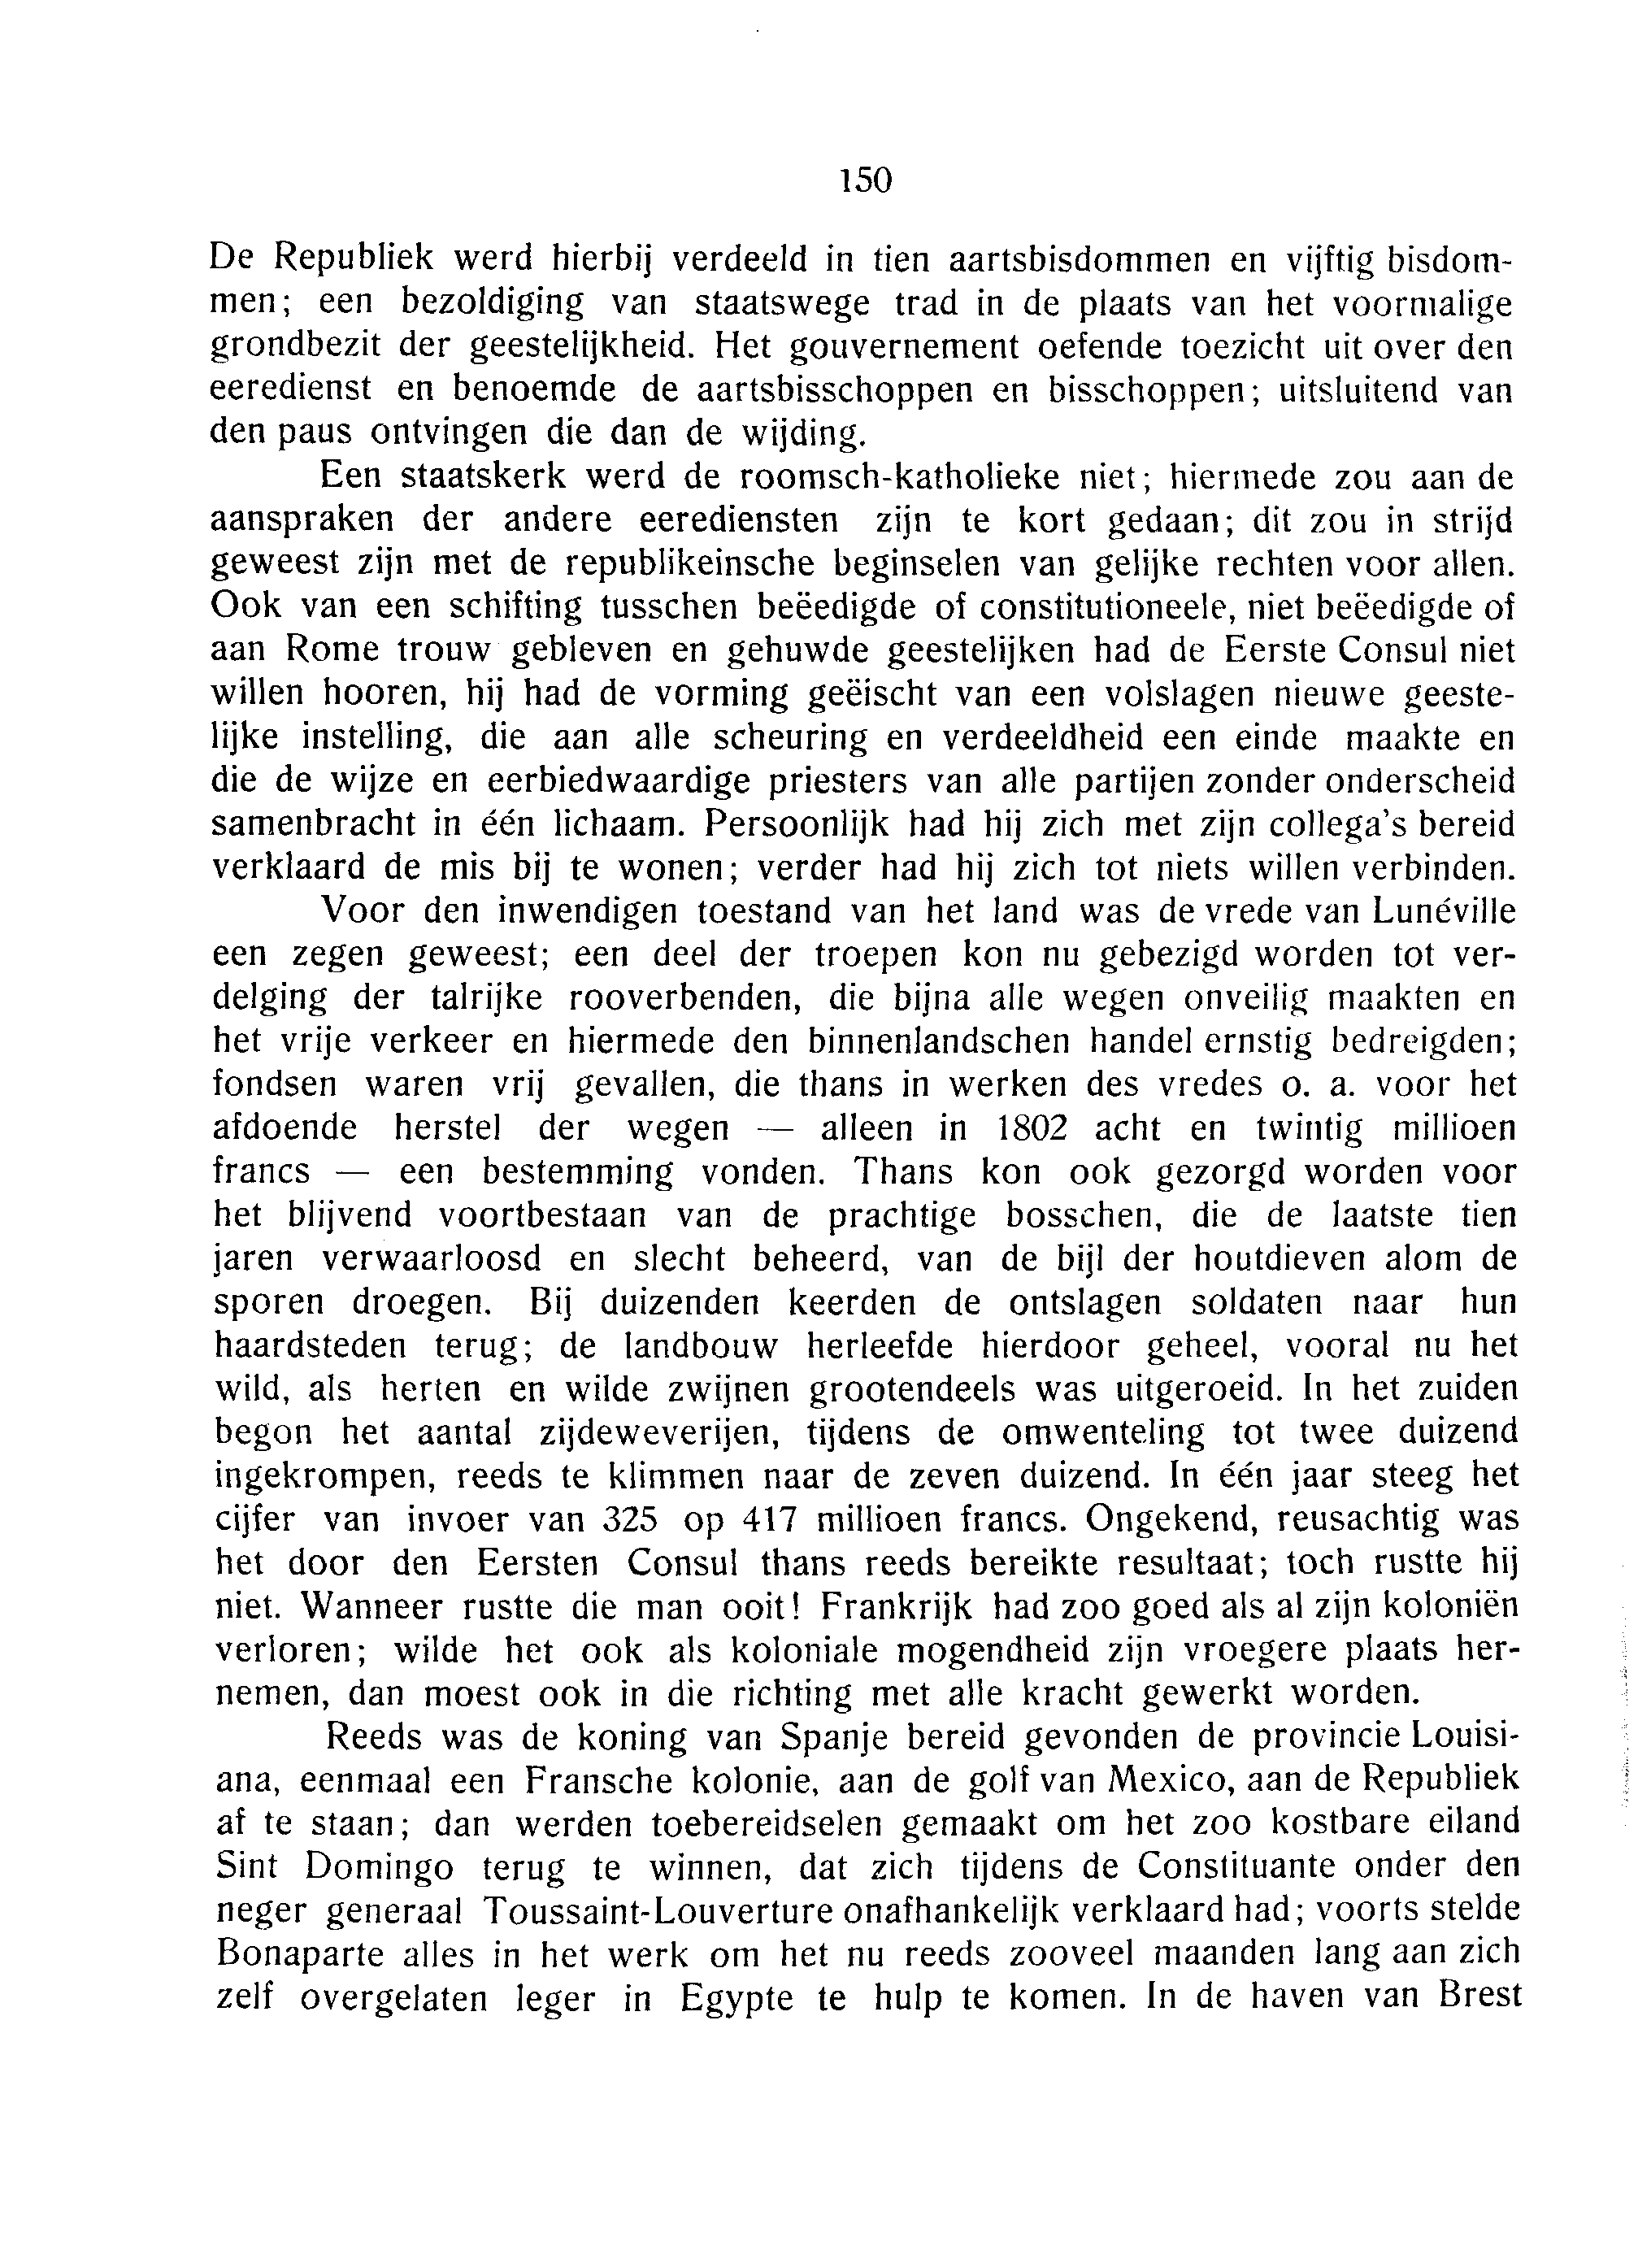 150
De Republiek werd hierbij verdeeld in tien aartsbisdommen en vijftig bisdom-
men; een bezoldiging van staatswege trad in de plaats van het voormalige
grondbezit der geestelijkheid. Het gouvernement oefende toezicht uit over den
eeredienst en benoemde de aartsbisschoppen en bisschoppen; uitsluitend van
den paus ontvingen die dan de wijding.
Een staatskerk werd de roomsch-katholieke niet; hiermede zou aan de
aanspraken der andere eerediensten zijn te kort gedaan; dit zou in strijd
geweest zijn met de republikeinsche beginselen van gelijke rechten voor allen.
Ook van een schifting tusschen beëedigde of constitutioneele, niet beëedigde of
aan Rome trouw gebleven en gehuwde geestelijken had de Eerste Consul niet
willen hooren, hij had de vorming geëischt van een volslagen nieuwe geeste-
lijke instelling, die aan alle scheuring en verdeeldheid een einde maakte en
die de wijze en eerbiedwaardige priesters van alle partijen zonder onderscheid
samenbracht in één lichaam. Persoonlijk had hij zich met zijn collega's bereid
verklaard de mis bij te wonen; verder had hij zich tot niets willen verbinden.
Voor den inwendigen toestand van het land was de vrede van Lunéville
een zegen geweest; een deel der troepen kon nu gebezigd worden tot ver-
delging der talrijke rooverbenden, die bijna alle wegen onveilig maakten en
het vrije verkeer en hiermede den binnenlandschen handel ernstig bedreigden;
fondsen waren vrij gevallen, die thans in werken des vredes o. a. voor het
afdoende herstel der wegen — alleen in 1802 acht en twintig millioen
francs — een bestemming vonden. Thans kon ook gezorgd worden voor
het blijvend voortbestaan van de prachtige bosschen, die de laatste tien
jaren verwaarloosd en slecht beheerd, van de bijl der houtdieven alom de
sporen droegen. Bij duizenden keerden de ontslagen soldaten naar hun
haardsteden terug; de landbouw herleefde hierdoor geheel, vooral nu het
wild, als herten en wilde zwijnen grootendeels was uitgeroeid. In het zuiden
begon het aantal zijdeweverijen, tijdens de omwenteling tot twee duizend
ingekrompen, reeds te klimmen naar de zeven duizend. In één jaar steeg het
cijfer van invoer van 325 op 417 millioen francs. Ongekend, reusachtig was
het door den Eersten Consul thans reeds bereikte resultaat; toch rustte hij
niet. Wanneer rustte die man ooit! Frankrijk had zoo goed als al zijn koloniën
verloren; wilde het ook als koloniale mogendheid zijn vroegere plaats her-
nemen, dan moest ook in die richting met alle kracht gewerkt worden.
Reeds was de koning van Spanje bereid gevonden de provincie Louisi-
ana, eenmaal een Fransche kolonie, aan de golf van Mexico, aan de Republiek
af te staan; dan werden toebereidselen gemaakt om het zoo kostbare eiland
Sint Domingo terug te winnen, dat zich tijdens de Constituante onder den
neger generaal Toussaint-Louverture onafhankelijk verklaard had; voorts stelde
Bonaparte alles in het werk om het nu reeds zooveel maanden lang aan zich
zelf overgelaten leger in Egypte te hulp te komen. In de haven van Brest